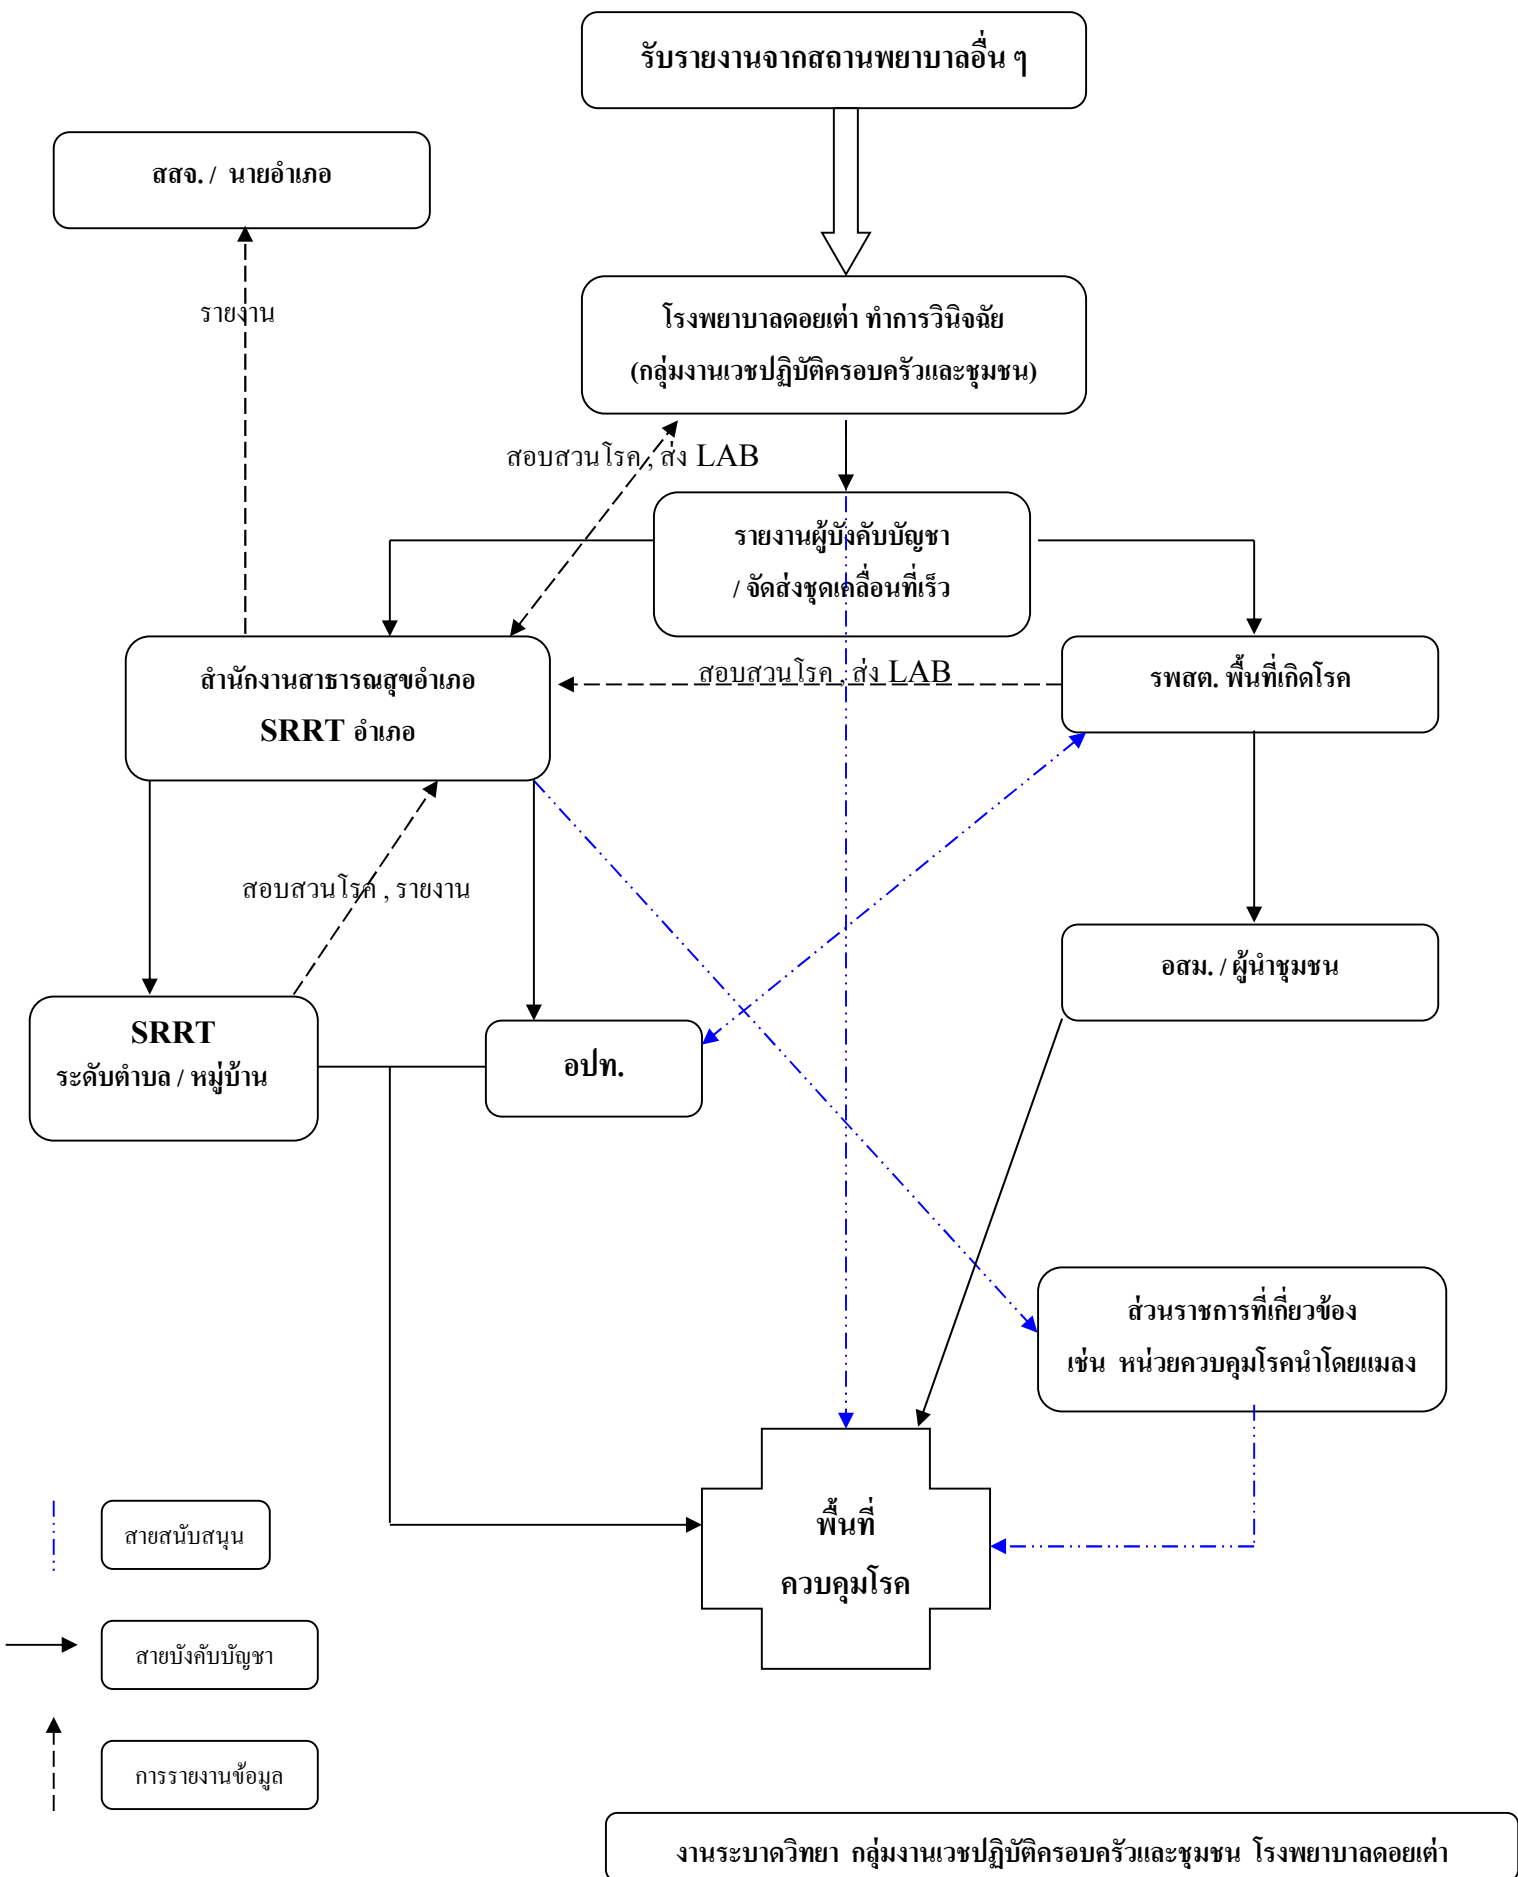 รับรายงานจากสถานพยาบาลอื่น ๆ
สสจ. / นายอำเภอ
รายงาน
โรงพยาบาลดอยเต่า ทำการวินิจฉัย
(กลุ่มงานเวชปฏิบัติครอบครัวและชุมชน)
สอบสวนโรค , ส่ง LAB
รายงานผู้บังคับบัญชา
/ จัดส่งชุดเคลื่อนที่เร็ว
สำนักงานสาธารณสุขอำเภอ
SRRT อำเภอ
สอบสวนโรค , ส่ง LAB
รพสต. พื้นที่เกิดโรค
สอบสวนโรค , รายงาน
อสม. / ผู้นำชุมชน
SRRT
ระดับตำบล / หมู่บ้าน
อปท.
ส่วนราชการที่เกี่ยวข้อง
เช่น หน่วยควบคุมโรคนำโดยแมลง
พื้นที่
ควบคุมโรค
สายสนับสนุน
สายบังคับบัญชา
การรายงานข้อมูล
งานระบาดวิทยา กลุ่มงานเวชปฏิบัติครอบครัวและชุมชน โรงพยาบาลดอยเต่า